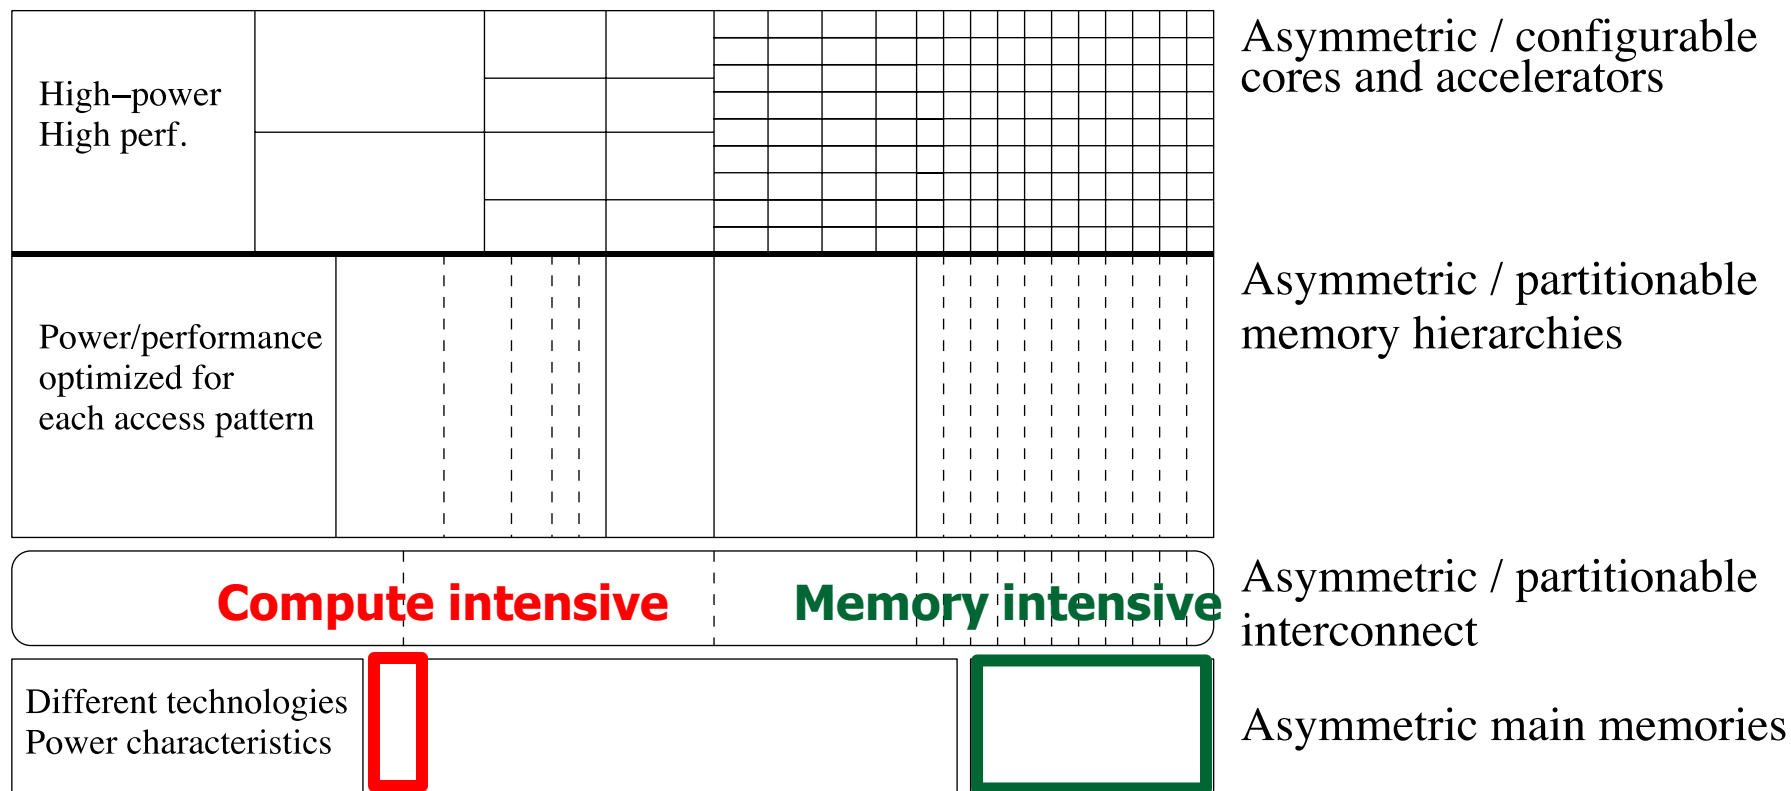 High–power
High perf.
Asymmetric / configurable
cores and accelerators
Power/performance
optimized for
each access pattern
Asymmetric / partitionable
memory hierarchies
Compute intensive
Memory intensive
Asymmetric / partitionable
interconnect
Different technologies
Power characteristics
Asymmetric main memories